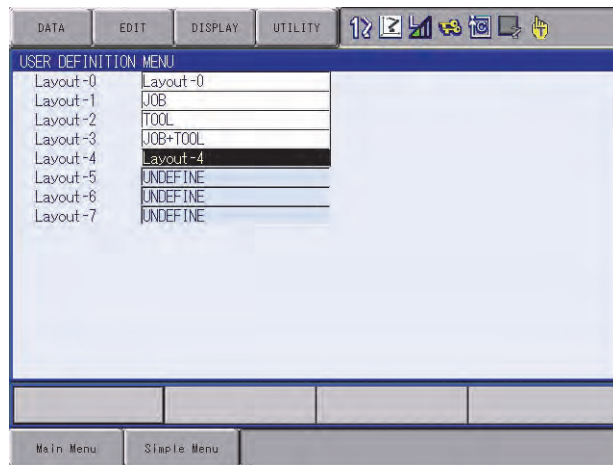 DATA EDIT DISPLAY UTILITY
USER DEFINITION MENU
Layout-0 Layout-0
Layout-1 JOB
Layout-2 TOOL
Layout-3 JOB+TOOL
Layout-4 Layout-4
Layout-5 UNDEFINE
Layout-6 UNDEFINE
Layout-7 UNDEFINE
Main Menu Simple Menu